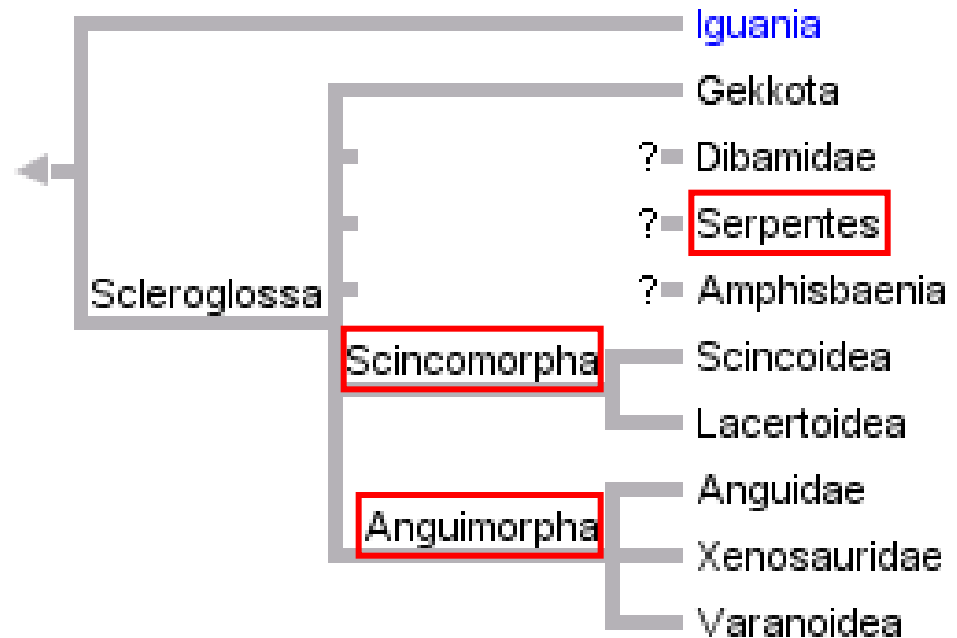 Iguania
Gekkota
? Dibamidae
? Serpentes
Scleroglossa
? Amphisbaenia
Scincomorpha
Scincoidea
Lacertoidea
Anguidae
Anguimorpha
Xenosauridae
Varanoidea